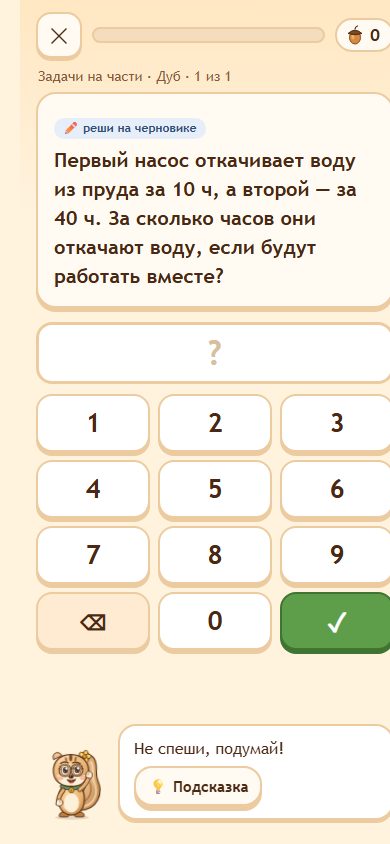 0
Задачи на части · Дуб · 1 из 1
реши на черновике
Первый насос откачивает воду
из пруда за 10 ч, а второй — за
40 ч. За сколько часов они
откачают воду, если будут
работать вместе?
?
1 2 3
4 5 6
7 8 9
0
Не спеши, подумай!
Подсказка